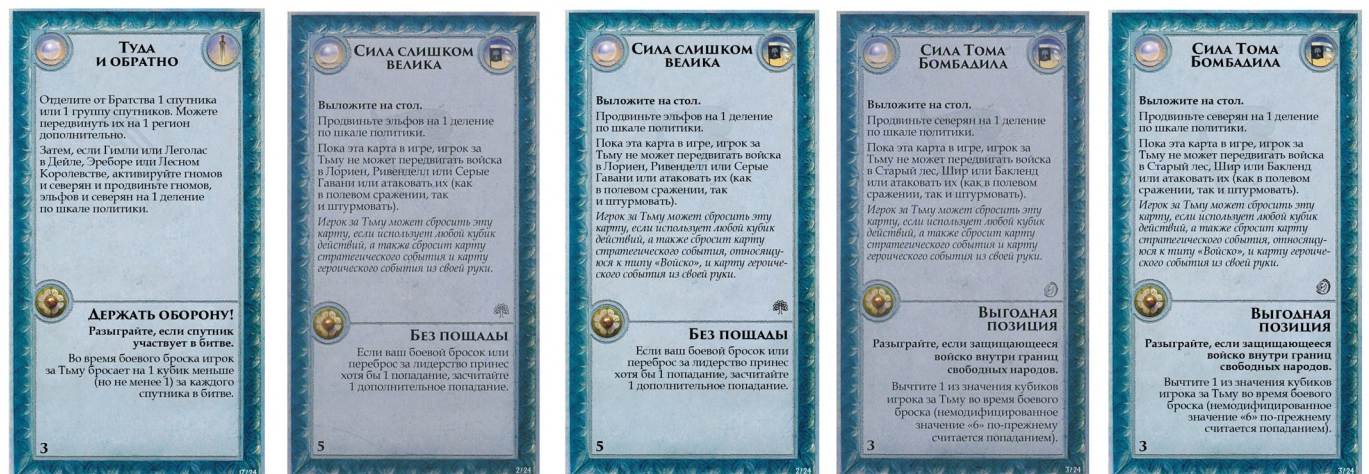 Туда
и обратно
Отделите от Братства 1 спутника
или 1 группу спутников. Можете
передвинуть их на 1 регион
дополнительно.
Затем, если Гимли или Леголас
в Дейле, Эреборе или Лесном
Королевстве, активируйте гномов
и северян и продвиньте гномов,
эльфов и северян на 1 деление
по шкале политики.
Держать оборону!
Разыграйте, если спутник
участвует в битве.
Во время боевого броска игрок
за Тьму бросает на 1 кубик меньше
(но не менее 1) за каждого
спутника в битве.
3
17/24
Сила слишком
велика
Выложите на стол.
Продвиньте эльфов на 1 деление
по шкале политики.
Пока эта карта в игре, игрок за
Тьму не может передвигать войска
в Лориен, Ривенделл или Серые
Гавани или атаковать их (как
в полевом сражении, так
и штурмовать).
Игрок за Тьму может сбросить эту
карту, если использует любой кубик
действий, а также сбросит карту
стратегического события и карту
героического события из своей руки.
Без пощады
Если ваш боевой бросок или
переброс за лидерство принес
хотя бы 1 попадание, засчитайте
1 дополнительное попадание.
5
2/24
Сила слишком
велика
Выложите на стол.
Продвиньте эльфов на 1 деление
по шкале политики.
Пока эта карта в игре, игрок за
Тьму не может передвигать войска
в Лориен, Ривенделл или Серые
Гавани или атаковать их (как
в полевом сражении, так
и штурмовать).
Игрок за Тьму может сбросить эту
карту, если использует любой кубик
действий, а также сбросит карту
стратегического события, относящу-
юся к типу «Войско», и карту героиче-
ского события из своей руки.
Без пощады
Если ваш боевой бросок или
переброс за лидерство принес
хотя бы 1 попадание, засчитайте
1 дополнительное попадание.
5
2/24
Сила Тома
Бомбадила
Выложите на стол.
Продвиньте северян на 1 деление
по шкале политики.
Пока эта карта в игре, игрок за
Тьму не может передвигать войска
в Старый лес, Шир или Бакленд
или атаковать их (как в полевом
сражении, так и штурмовать).
Игрок за Тьму может сбросить эту
карту, если использует любой кубик
действий, а также сбросит карту
стратегического события и карту
героического события из своей руки.
Выгодная
позиция
Разыграйте, если защищающееся
войско внутри границ
свободных народов.
Вычтите 1 из значения кубиков
игрока за Тьму во время боевого
броска (немодифицированное
значение «6» по-прежнему
считается попаданием).
3
3/24
Сила Тома
Бомбадила
Выложите на стол.
Продвиньте северян на 1 деление
по шкале политики.
Пока эта карта в игре, игрок за
Тьму не может передвигать войска
в Старый лес, Шир или Бакленд
или атаковать их (как в полевом
сражении, так и штурмовать).
Игрок за Тьму может сбросить эту
карту, если использует любой кубик
действий, а также сбросит карту
стратегического события, относящу-
юся к типу «Войско», и карту героиче-
ского события из своей руки.
Выгодная
позиция
Разыграйте, если защищающееся
войско внутри границ
свободных народов.
Вычтите 1 из значения кубиков
игрока за Тьму во время боевого
броска (немодифицированное
значение «6» по-прежнему
считается попаданием).
3
3/24